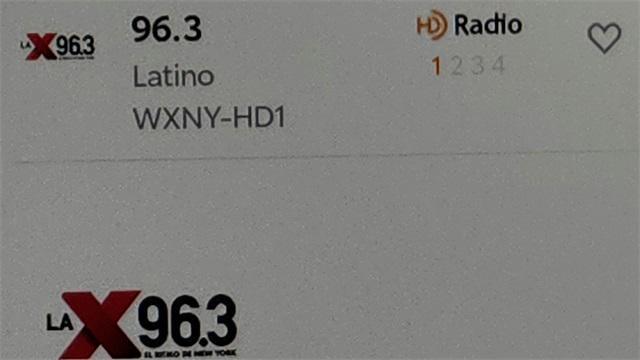 LA X 96.3
96.3
HD Radio
Latino
1 2 3 4
WXNY-HD1
LA X 96.3
EL RITMO DE NEW YORK